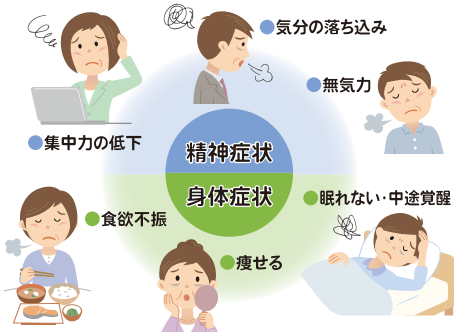 ●気分の落ち込み
●無気力
●集中力の低下
精神症状
身体症状
●眠れない・中途覚醒
●食欲不振
●痩せる